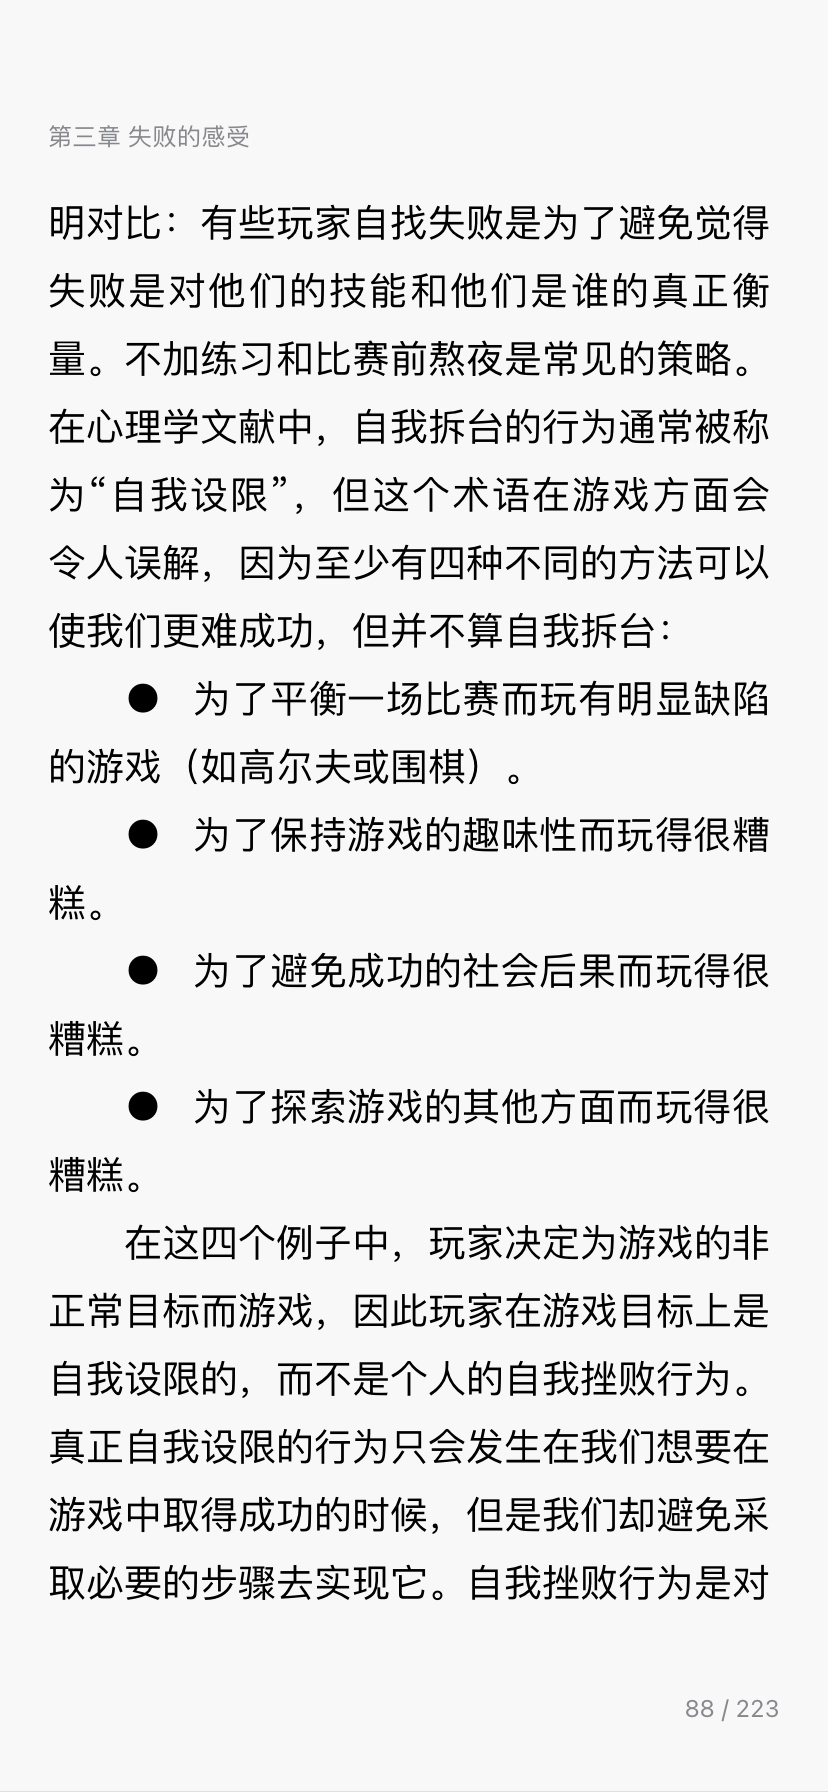 第三章 失败的感受
明对比：有些玩家自找失败是为了避免觉得
失败是对他们的技能和他们是谁的真正衡
量。不加练习和比赛前熬夜是常见的策略。
在心理学文献中，自我拆台的行为通常被称
为“自我设限”，但这个术语在游戏方面会
令人误解，因为至少有四种不同的方法可以
使我们更难成功，但并不算自我拆台：
● 为了平衡一场比赛而玩有明显缺陷
的游戏（如高尔夫或围棋）。
● 为了保持游戏的趣味性而玩得很糟
糕。
● 为了避免成功的社会后果而玩得很
糟糕。
● 为了探索游戏的其他方面而玩得很
糟糕。
在这四个例子中，玩家决定为游戏的非
正常目标而游戏，因此玩家在游戏目标上是
自我设限的，而不是个人的自我挫败行为。
真正自我设限的行为只会发生在我们想要在
游戏中取得成功的时候，但是我们却避免采
取必要的步骤去实现它。自我挫败行为是对
88 / 223